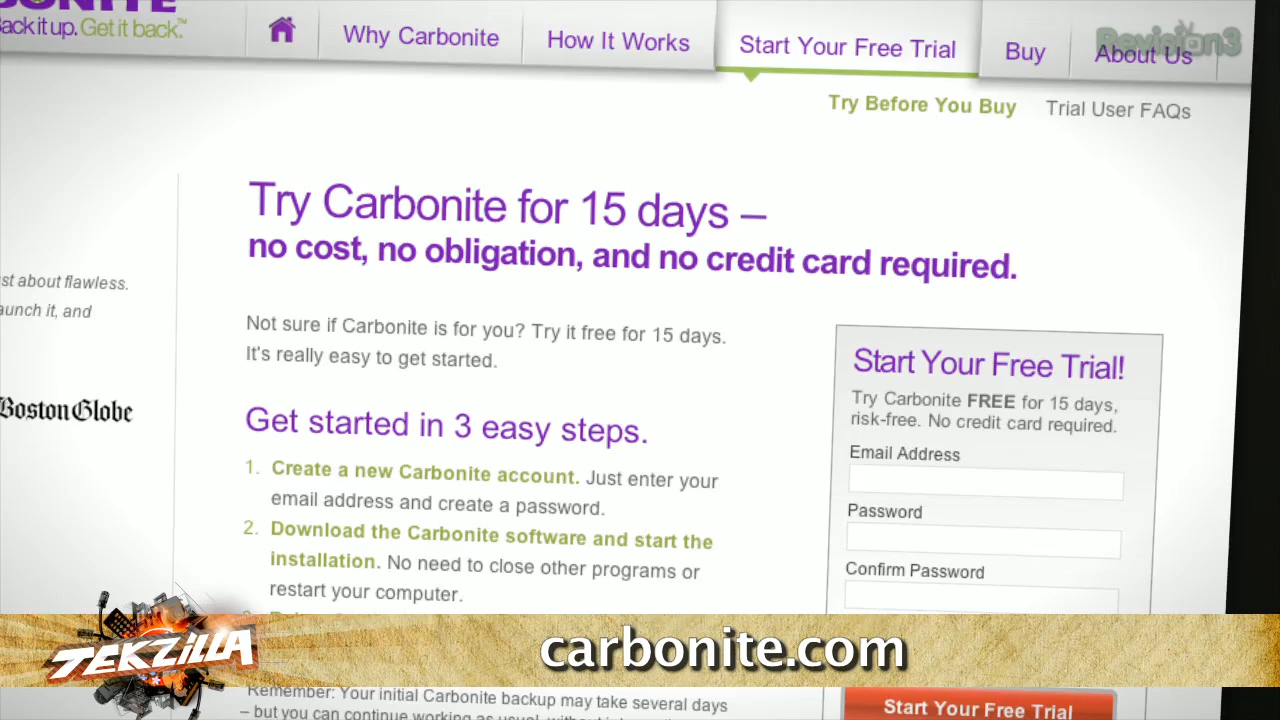 Back it up. Get it back.™
Why Carbonite
How It Works
Start Your Free Trial
Buy
About Us
Revision3
Try Before You Buy
Trial User FAQs
Try Carbonite for 15 days –
no cost, no obligation, and no credit card required.
about flawless.
it, and
Boston Globe
Not sure if Carbonite is for you? Try it free for 15 days.
It's really easy to get started.
Get started in 3 easy steps.
1. Create a new Carbonite account. Just enter your
email address and create a password.
2. Download the Carbonite software and start the
installation. No need to close other programs or
restart your computer.
Start Your Free Trial!
Try Carbonite FREE for 15 days,
risk-free. No credit card required.
Email Address
Password
Confirm Password
TEKZILLA
carbonite.com
Remember: Your initial Carbonite backup may take several days
– but you can continue working as usual, without
Start Your Free Trial